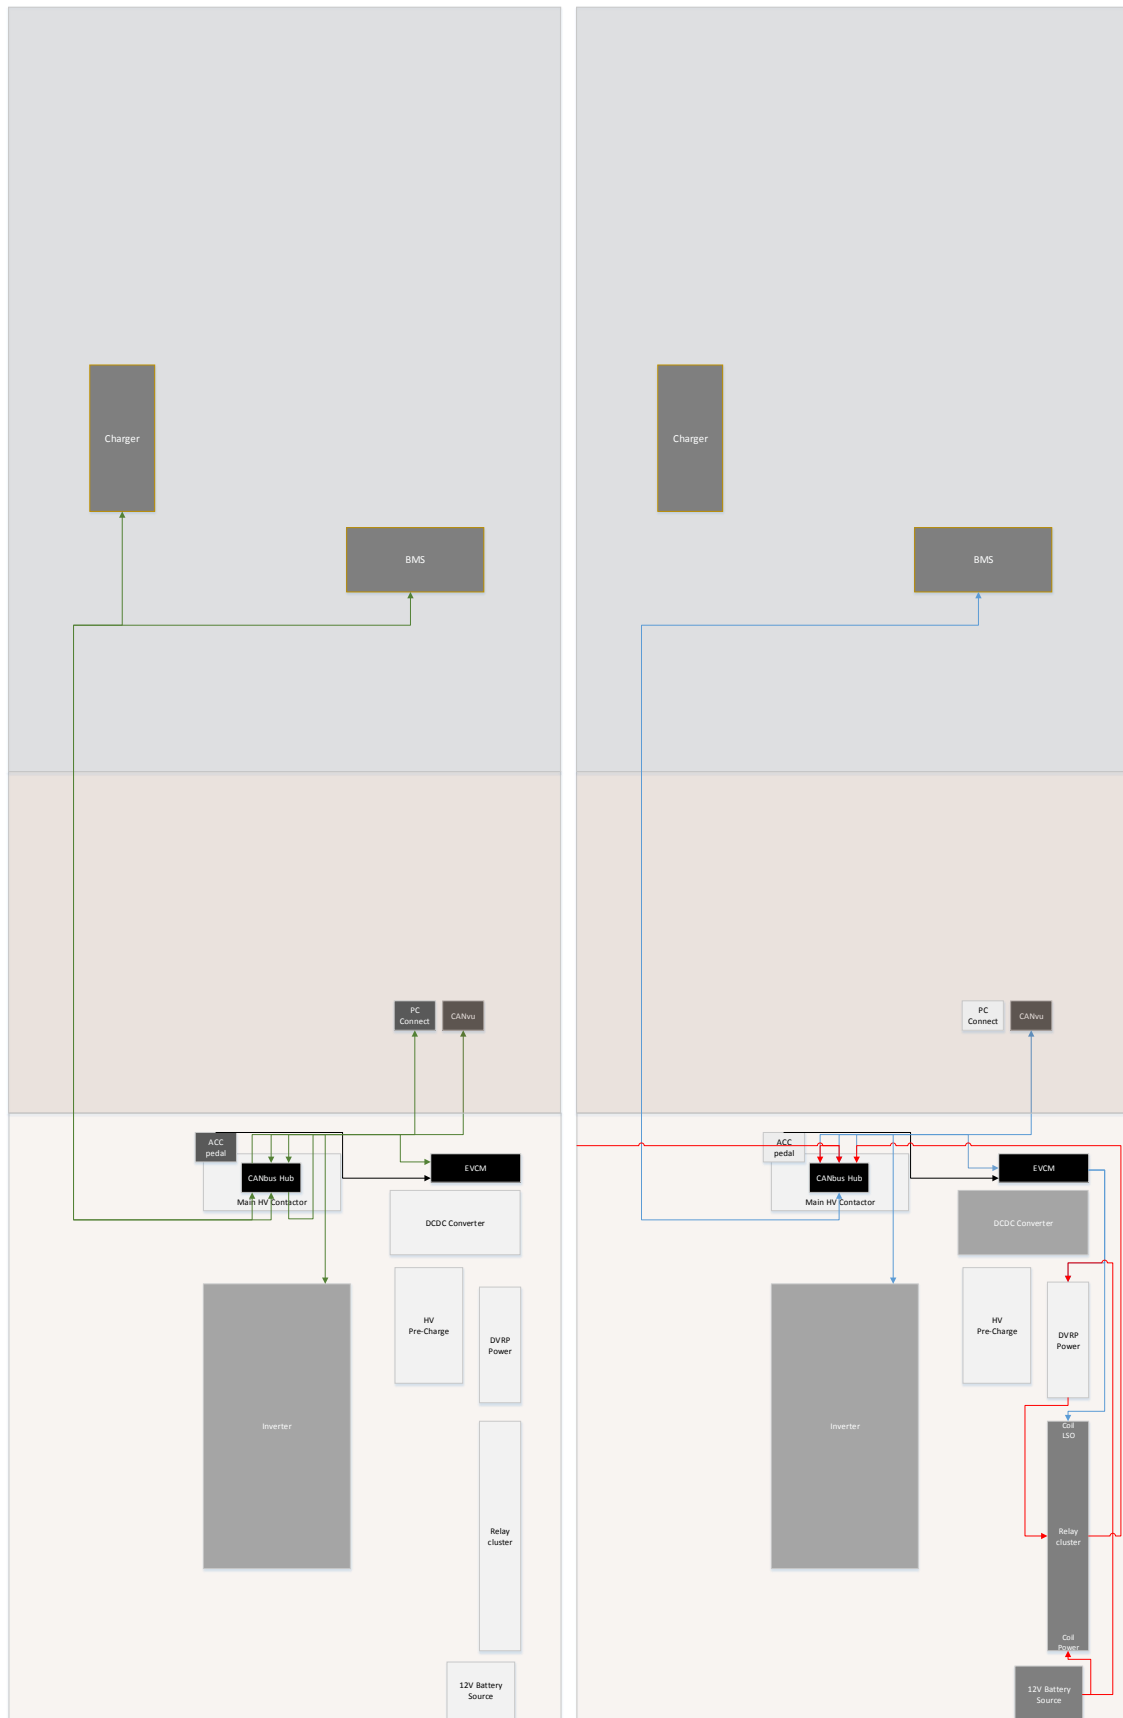 Charger
BMS
PC
Connect
CANvu
ACC
pedal
CANbus Hub
Main HV Contactor
EVCM
DCDC Converter
HV
Pre-Charge
DVRP
Power
Inverter
Relay
cluster
12V Battery
Source
Charger
BMS
PC
Connect
CANvu
ACC
pedal
CANbus Hub
Main HV Contactor
EVCM
DCDC Converter
HV
Pre-Charge
DVRP
Power
Inverter
Coil
LSO
Relay
cluster
Coil
Power
12V Battery
Source